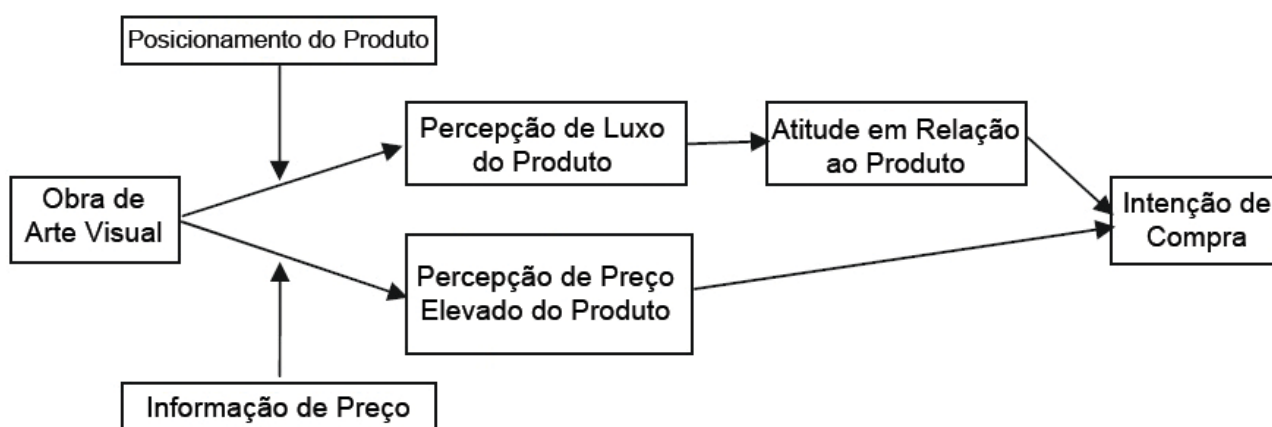 Posicionamento do Produto
Percepção de Luxo
do Produto
Atitude em Relação
ao Produto
Obra de
Arte Visual
Intenção de
Compra
Percepção de Preço
Elevado do Produto
Informação de Preço